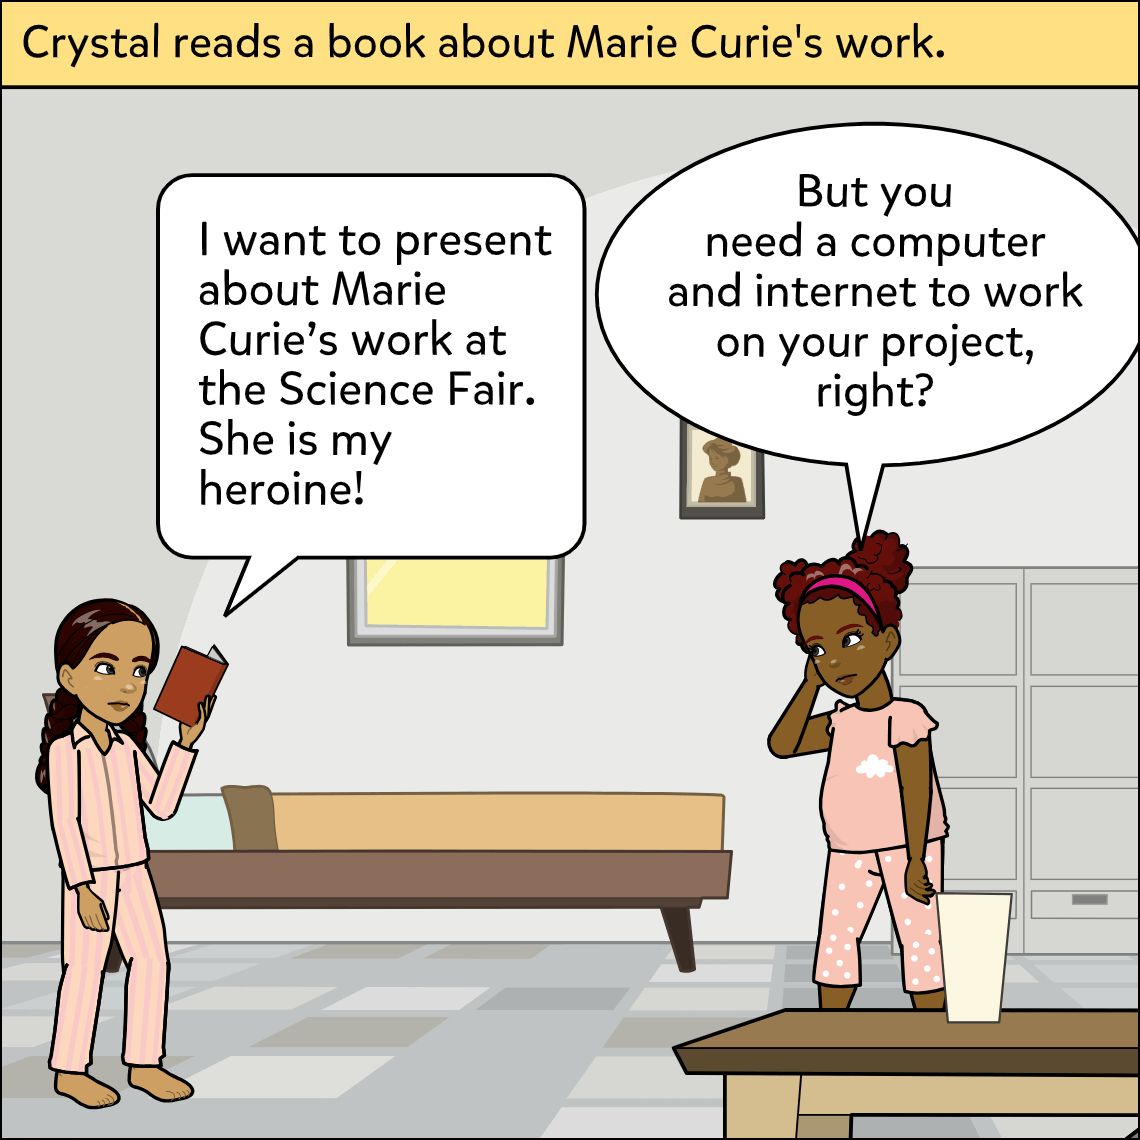 Crystal reads a book about Marie Curie's work.
I want to present
about Marie
Curie’s work at
the Science Fair.
She is my
heroine!
But you
need a computer
and internet to work
on your project,
right?